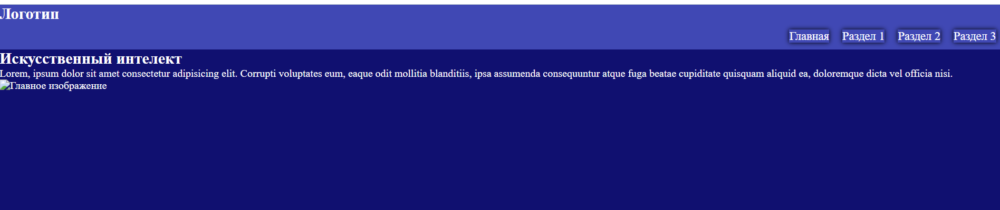 Логотип
Главная Раздел 1 Раздел 2 Раздел 3
Искусственный интелект
Lorem, ipsum dolor sit amet consectetur adipisicing elit. Corrupti voluptates eum, eaque odit mollitia blanditiis, ipsa assumenda consequuntur atque fuga beatae cupiditate quisquam aliquid ea, doloremque dicta vel officia nisi.
Главное изображение